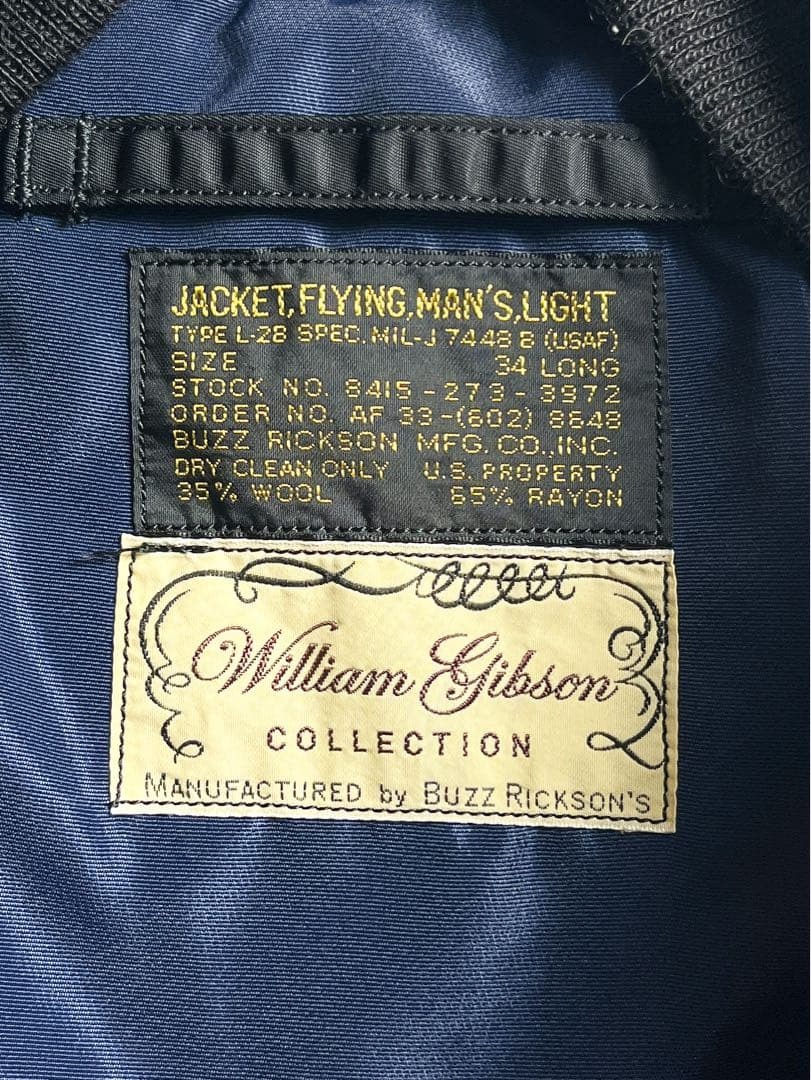 JACKET, FLYING, MAN'S, LIGHT
TYPE L-2B SPEC. MIL-J 7448 B (USAF)
SIZE 34 LONG
STOCK NO. 8415-273-3972
ORDER NO. AF 33-(602) 8648
BUZZ RICKSON MFG. CO., INC.
DRY CLEAN ONLY U.S. PROPERTY
35% WOOL 65% RAYON
William Gibson
COLLECTION
MANUFACTURED by BUZZ RICKSON'S